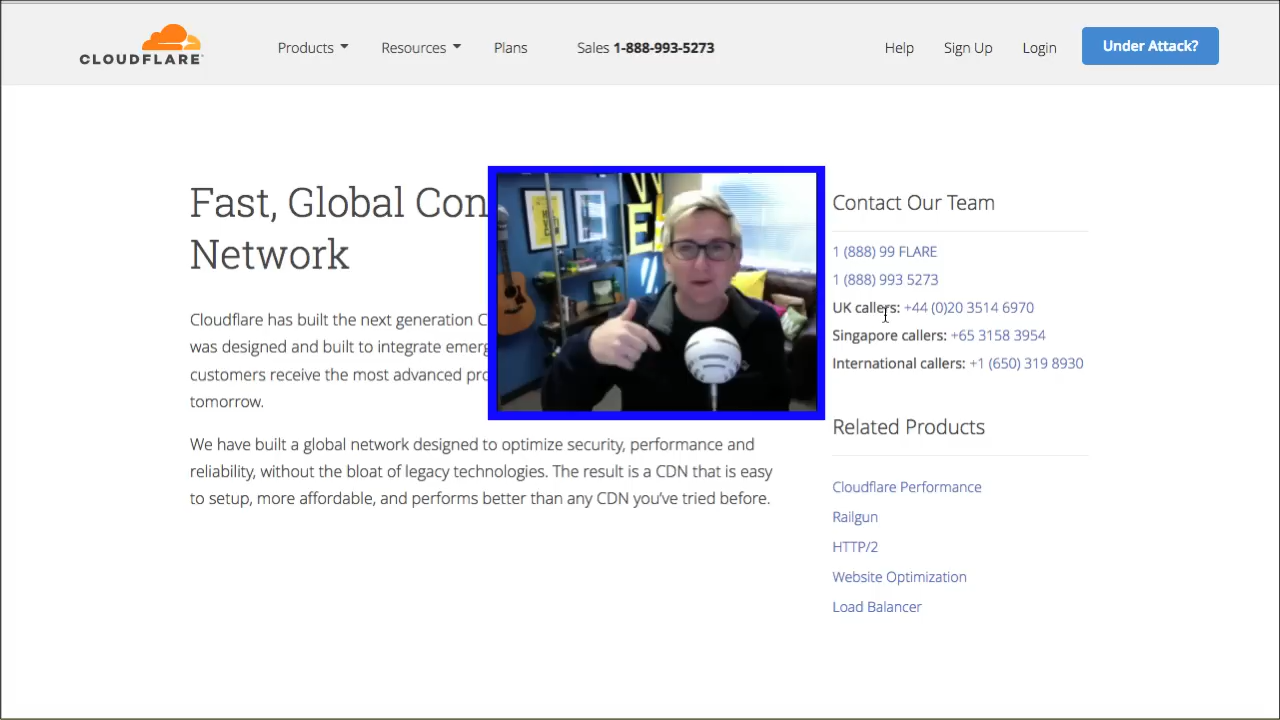 CLOUDFLARE
Products
Resources
Plans
Sales 1-888-993-5273
Help
Sign Up
Login
Under Attack?
Fast, Global Con
Network
Cloudflare has built the next generation C
was designed and built to integrate emerg
customers receive the most advanced pro
tomorrow.
We have built a global network designed to optimize security, performance and
reliability, without the bloat of legacy technologies. The result is a CDN that is easy
to setup, more affordable, and performs better than any CDN you've tried before.
Contact Our Team
1 (888) 99 FLARE
1 (888) 993 5273
UK callers: +44 (0)20 3514 6970
Singapore callers: +65 3158 3954
International callers: +1 (650) 319 8930
Related Products
Cloudflare Performance
Railgun
HTTP/2
Website Optimization
Load Balancer